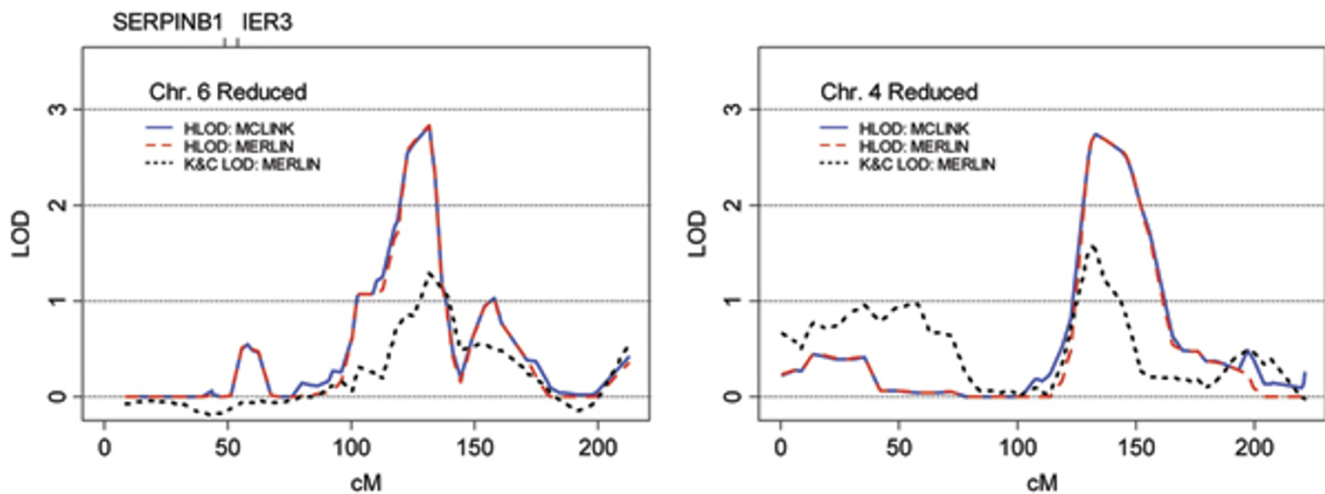 SERPINB1 IER3
Chr. 6 Reduced
HLOD: MCLINK
HLOD: MERLIN
K&C LOD: MERLIN
LOD
3
2
1
0
0 50 100 150 200
cM
Chr. 4 Reduced
HLOD: MCLINK
HLOD: MERLIN
K&C LOD: MERLIN
LOD
3
2
1
0
0 50 100 150 200
cM